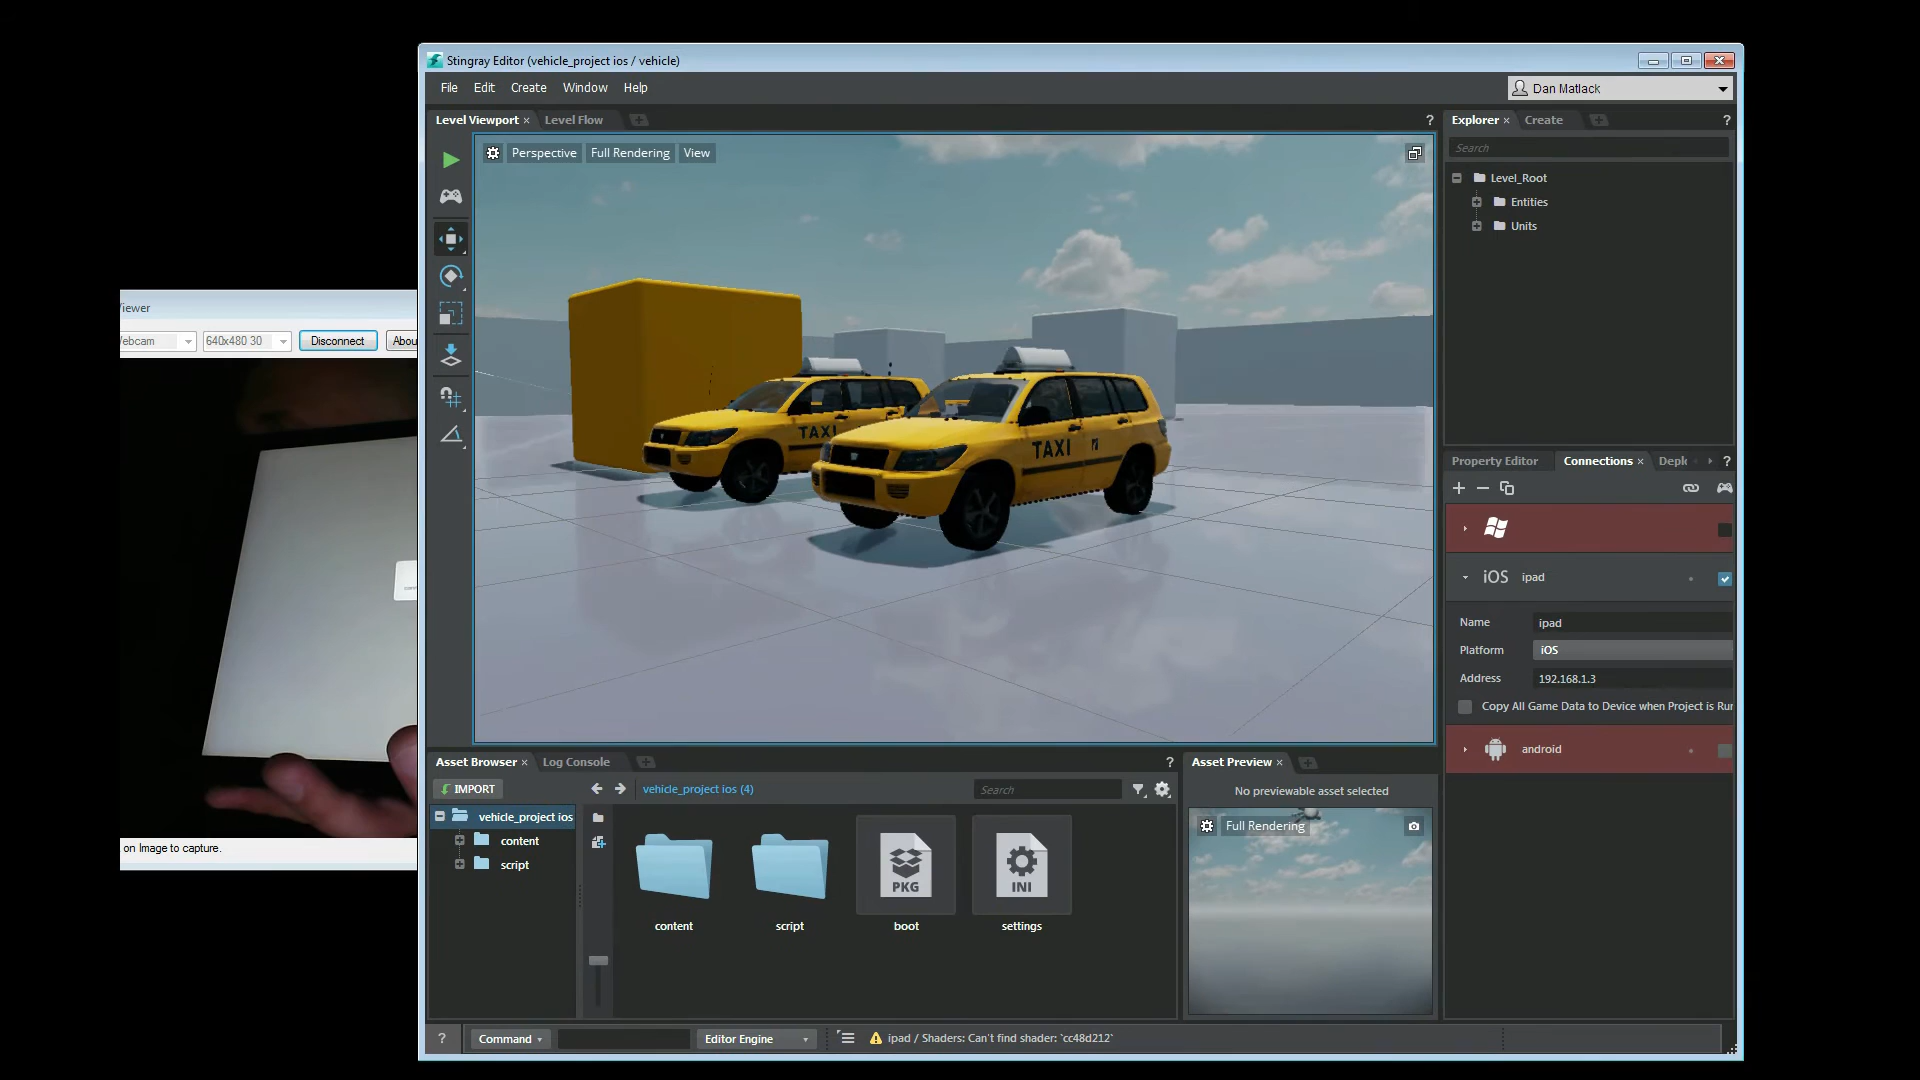 Stingray Editor (vehicle_project ios / vehicle)
File Edit Create Window Help
Dan Matlack
Level Viewport × Level Flow
?
Explorer × Create
?
Perspective Full Rendering View
Search
Level_Root
Entities
Units
iewer
ebcam 640x480 30 Disconnect Abou
on Image to capture.
TAXI
TAXI
Property Editor Connections × Depl
?
iOS ipad
Name ipad
Platform iOS
Address 192.168.1.3
Copy All Game Data to Device when Project is Run
android
Asset Browser × Log Console
?
IMPORT
vehicle_project ios (4)
Search
vehicle_project ios
content
script
PKG
INI
content script boot settings
Asset Preview ×
No previewable asset selected
Full Rendering
? Command Editor Engine ipad / Shaders: Can't find shader: `cc48d212`